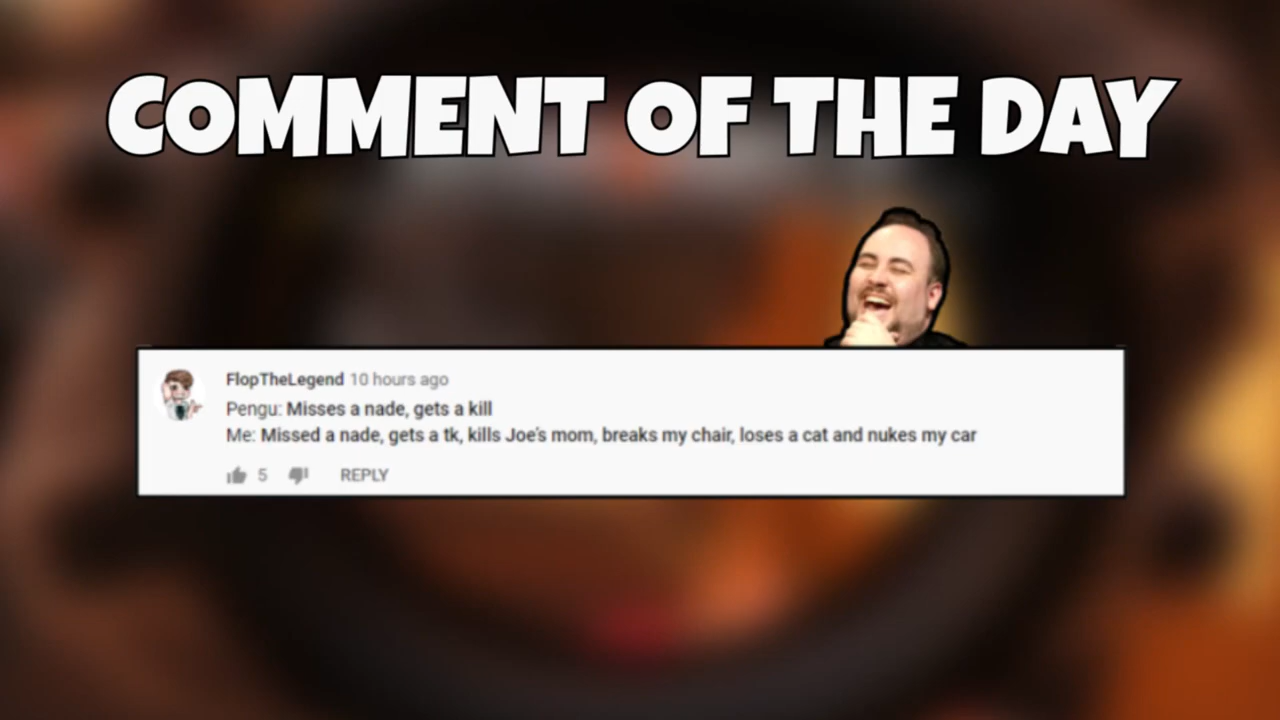 COMMENT OF THE DAY
FlopTheLegend 10 hours ago
Pengu: Misses a nade, gets a kill
Me: Missed a nade, gets a tk, kills Joe's mom, breaks my chair, loses a cat and nukes my car
5 REPLY